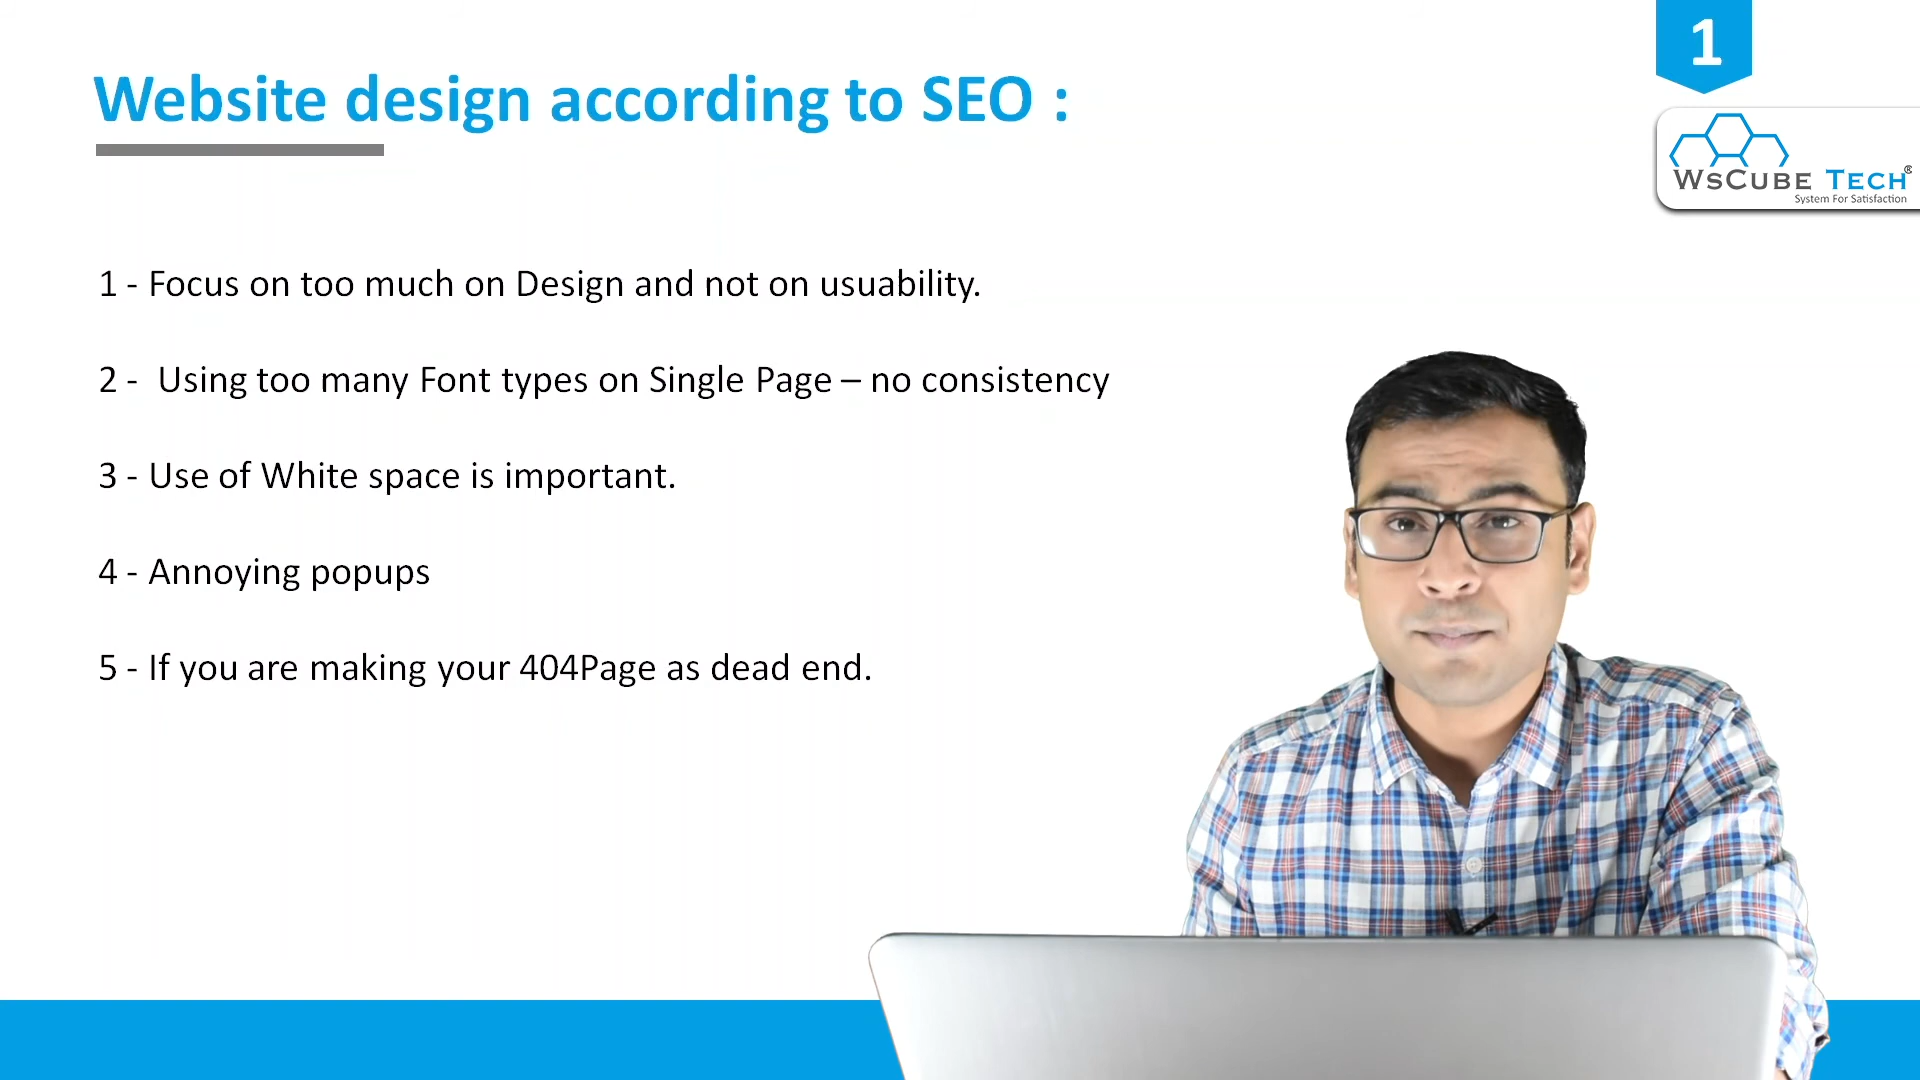 1
Website design according to SEO :
WsCube Tech®
System For Satisfaction
1 - Focus on too much on Design and not on usuability.
2 -  Using too many Font types on Single Page – no consistency
3 - Use of White space is important.
4 - Annoying popups
5 - If you are making your 404Page as dead end.